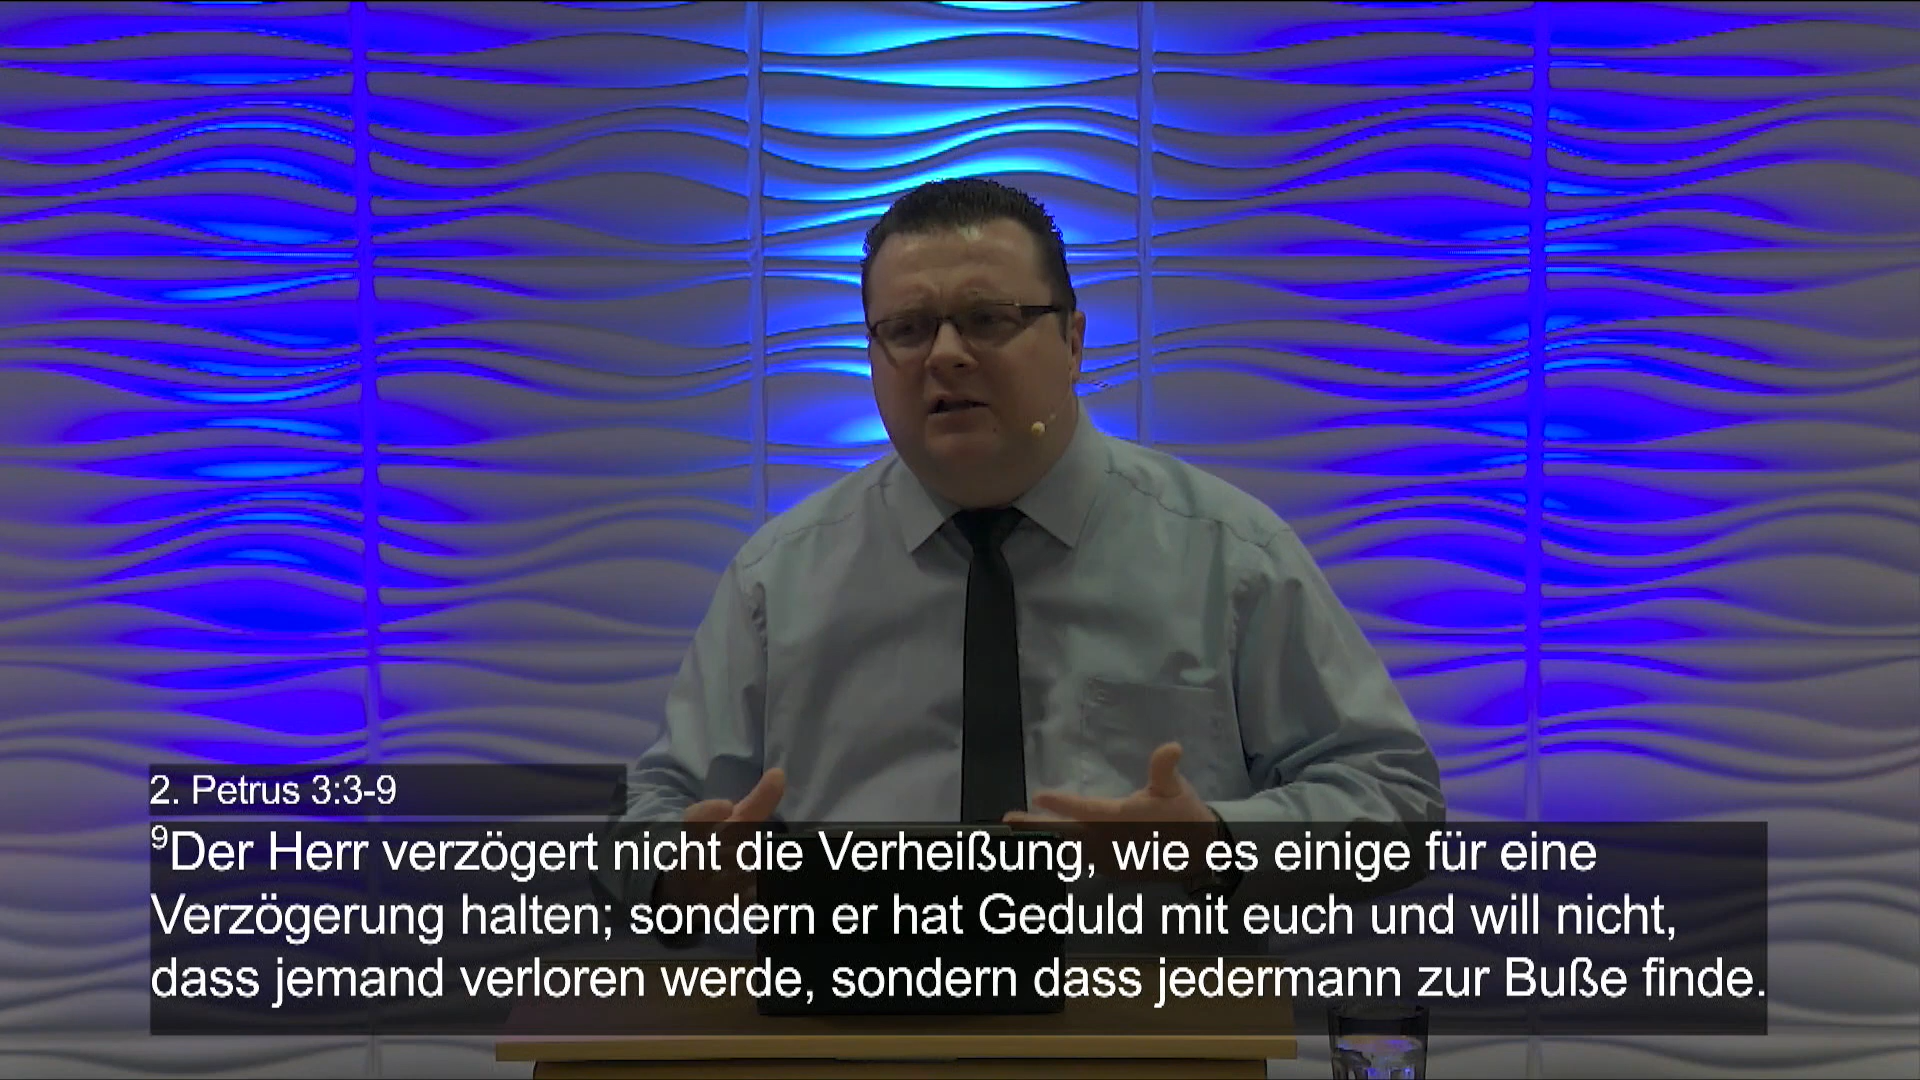 2. Petrus 3:3-9
⁹Der Herr verzögert nicht die Verheißung, wie es einige für eine
Verzögerung halten; sondern er hat Geduld mit euch und will nicht,
dass jemand verloren werde, sondern dass jedermann zur Buße finde.